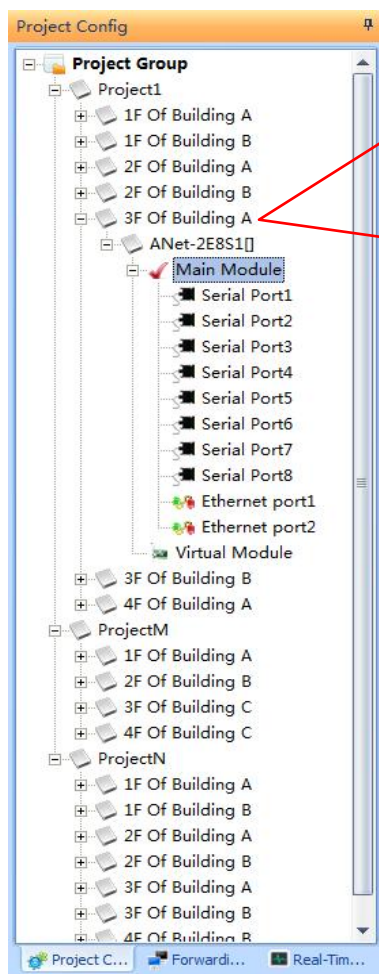 Project Config
Project Group
Project1
1F Of Building A
1F Of Building B
2F Of Building A
2F Of Building B
3F Of Building A
ANet-2E8S1[]
Main Module
Serial Port1
Serial Port2
Serial Port3
Serial Port4
Serial Port5
Serial Port6
Serial Port7
Serial Port8
Ethernet port1
Ethernet port2
Virtual Module
3F Of Building B
4F Of Building A
ProjectM
1F Of Building A
2F Of Building B
3F Of Building C
4F Of Building C
ProjectN
1F Of Building A
1F Of Building B
2F Of Building A
2F Of Building B
3F Of Building A
3F Of Building B
4F Of Building B
Project C... Forwardi... Real-Tim...